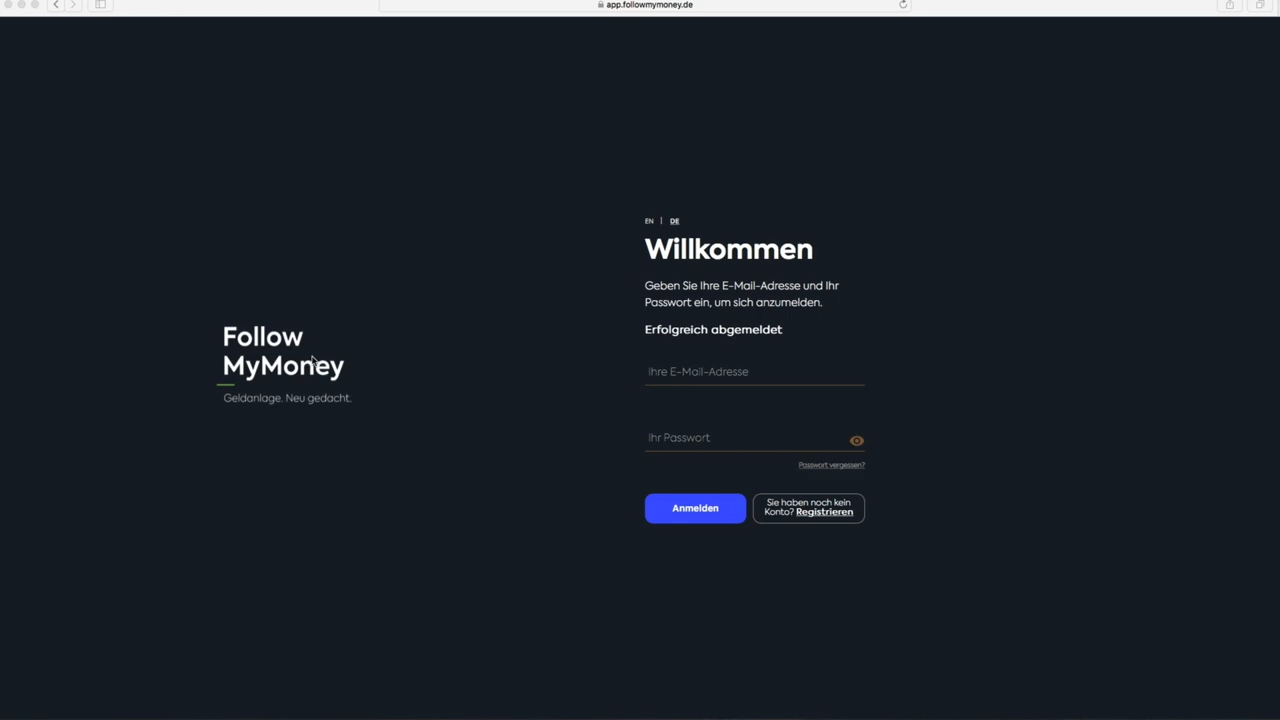 app.followmymoney.de
EN | DE
Willkommen
Geben Sie Ihre E-Mail-Adresse und Ihr
Passwort ein, um sich anzumelden.
Erfolgreich abgemeldet
Follow
MyMoney
Geldanlage. Neu gedacht.
Ihre E-Mail-Adresse
Ihr Passwort
Passwort vergessen?
Anmelden
Sie haben noch kein
Konto? Registrieren